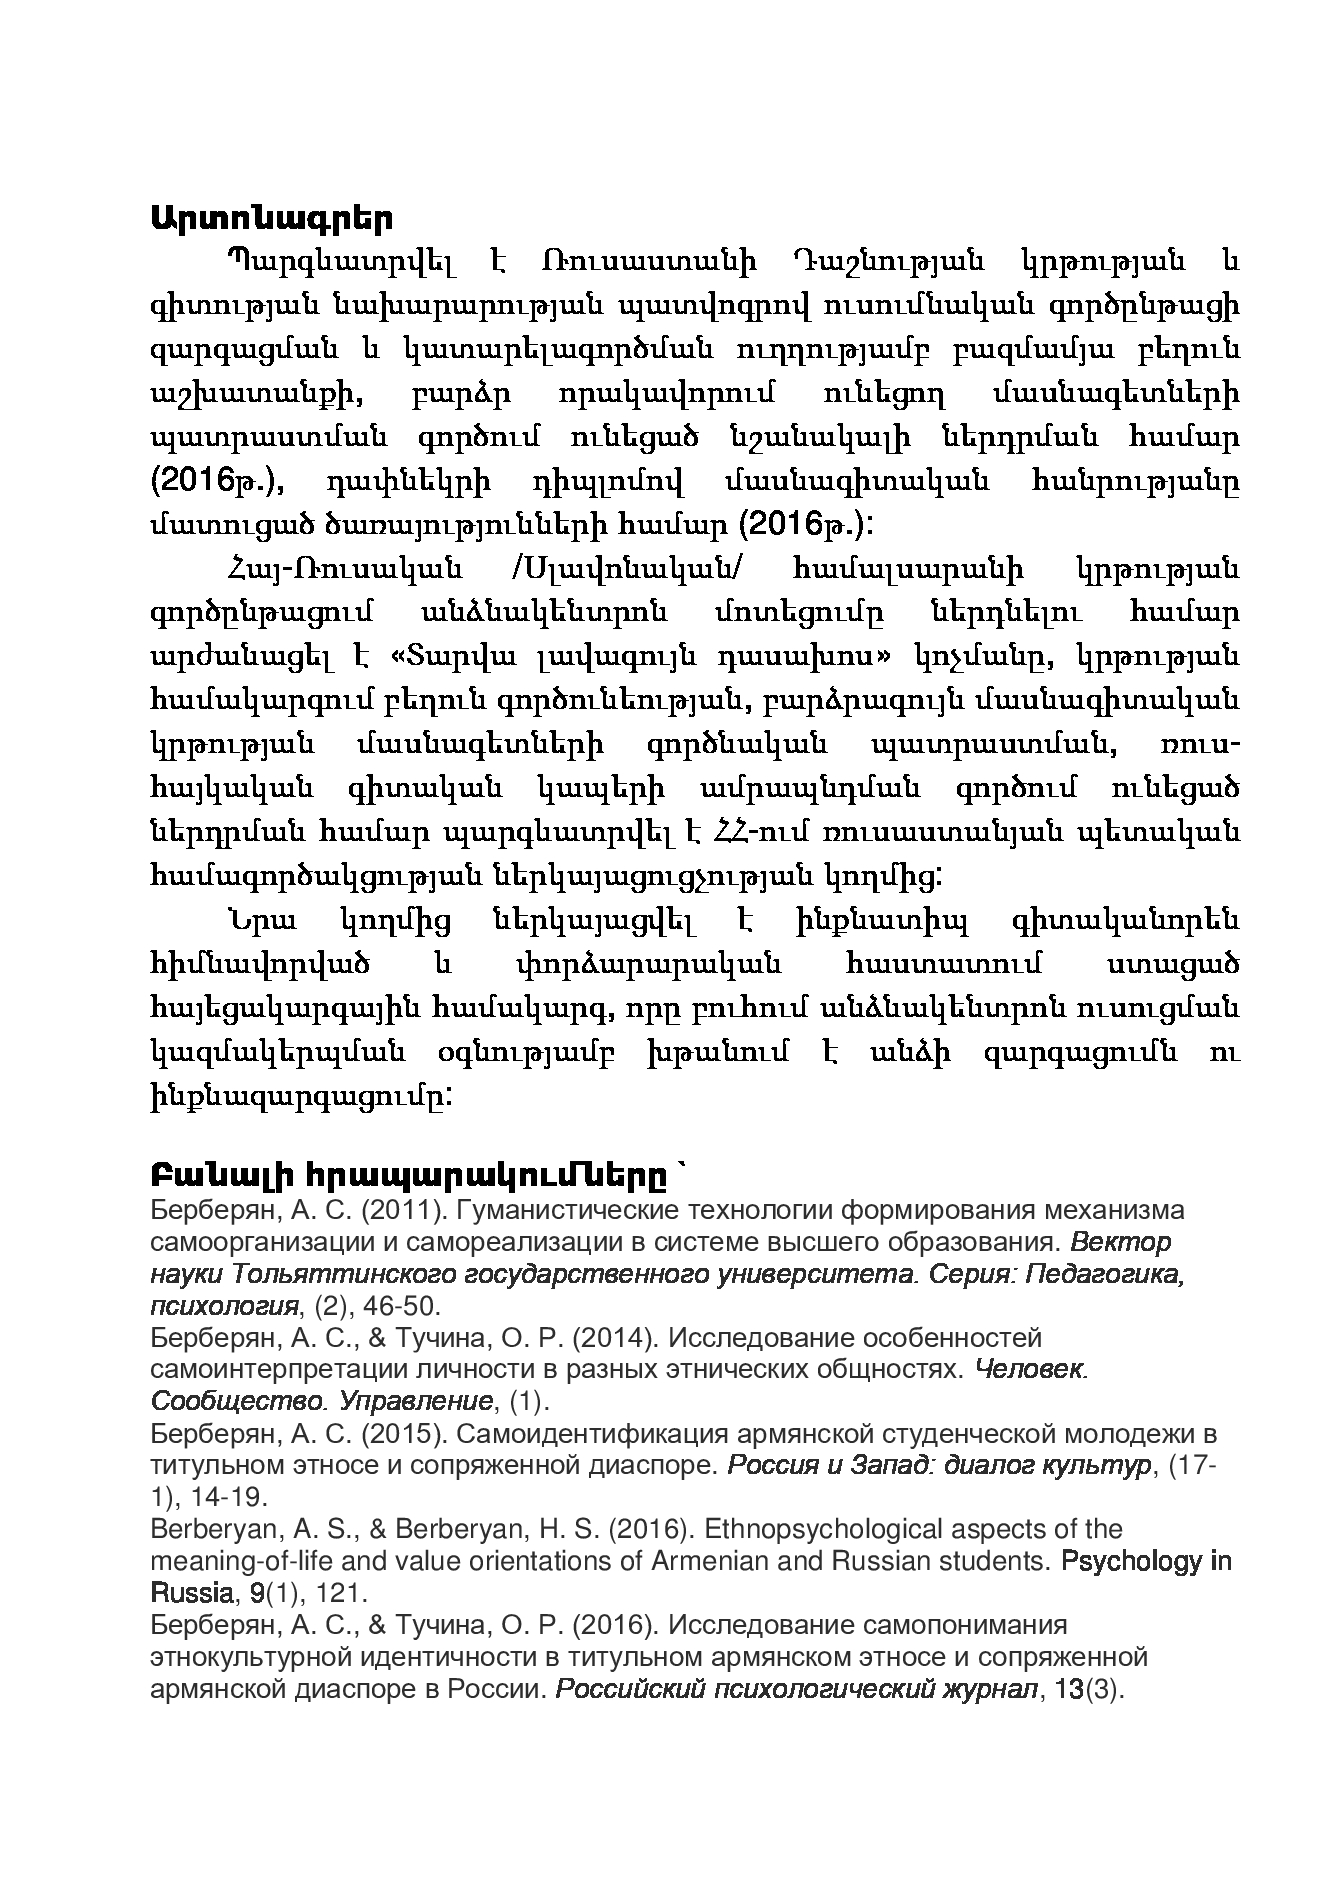 Արտոնագրեր
Պարգևատրվել է Ռուսաստանի Դաշնության կրթության և
գիտության նախարարության պատվոգրով ուսումնական գործընթացի
զարգացման և կատարելագործման ուղղությամբ բազմամյա բեղուն
աշխատանքի, բարձր որակավորում ունեցող մասնագետների
պատրաստման գործում ունեցած նշանակալի ներդրման համար
(2016թ.), դափնեկրի դիպլոմով մասնագիտական հանրությանը
մատուցած ծառայությունների համար (2016թ.):
Հայ-Ռուսական /Սլավոնական/ համալսարանի կրթության
գործընթացում անձնակենտրոն մոտեցումը ներդնելու համար
արժանացել է «Տարվա լավագույն դասախոս» կոչմանը, կրթության
համակարգում բեղուն գործունեության, բարձրագույն մասնագիտական
կրթության մասնագետների գործնական պատրաստման, ռուս-
հայկական գիտական կապերի ամրապնդման գործում ունեցած
ներդրման համար պարգևատրվել է ՀՀ-ում ռուսաստանյան պետական
համագործակցության ներկայացուցչության կողմից:
Նրա կողմից ներկայացվել է ինքնատիպ գիտականորեն
հիմնավորված և փորձարարական հաստատում ստացած
հայեցակարգային համակարգ, որը բուհում անձնակենտրոն ուսուցման
կազմակերպման օգնությամբ խթանում է անձի զարգացումն ու
ինքնազարգացումը:
Բանալի հրապարակումները ՝
Берберян, А. С. (2011). Гуманистические технологии формирования механизма
самоорганизации и самореализации в системе высшего образования. Вектор
науки Тольяттинского государственного университета. Серия: Педагогика,
психология, (2), 46-50.
Берберян, А. С., & Тучина, О. Р. (2014). Исследование особенностей
самоинтерпретации личности в разных этнических общностях. Человек.
Сообщество. Управление, (1).
Берберян, А. С. (2015). Самоидентификация армянской студенческой молодежи в
титульном этносе и сопряженной диаспоре. Россия и Запад: диалог культур, (17-
1), 14-19.
Berberyan, A. S., & Berberyan, H. S. (2016). Ethnopsychological aspects of the
meaning-of-life and value orientations of Armenian and Russian students. Psychology in
Russia, 9(1), 121.
Берберян, А. С., & Тучина, О. Р. (2016). Исследование самопонимания
этнокультурной идентичности в титульном армянском этносе и сопряженной
армянской диаспоре в России. Российский психологический журнал, 13(3).